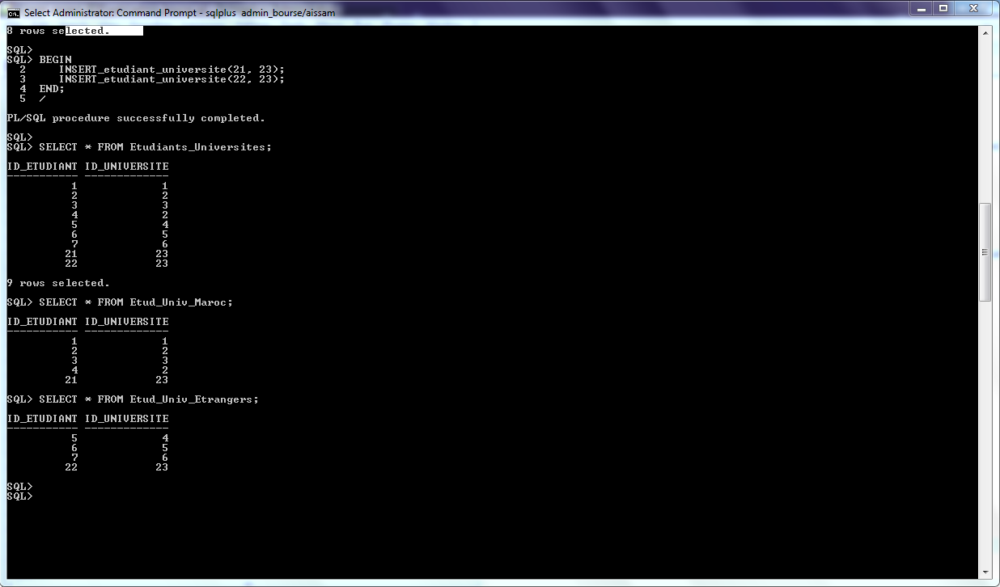 Select Administrator: Command Prompt - sqlplus  admin_bourse/aissam
8 rows selected.
SQL>
SQL> BEGIN
  2     INSERT_etudiant_universite(21, 23);
  3     INSERT_etudiant_universite(22, 23);
  4  END;
  5  /
PL/SQL procedure successfully completed.
SQL>
SQL> SELECT * FROM Etudiants_Universites;
ID_ETUDIANT ID_UNIVERSITE
----------- -------------
          1             1
          2             2
          3             3
          4             2
          5             4
          6             5
          7             6
         21            23
         22            23
9 rows selected.
SQL> SELECT * FROM Etud_Univ_Maroc;
ID_ETUDIANT ID_UNIVERSITE
----------- -------------
          1             1
          2             2
          3             3
          4             2
         21            23
SQL> SELECT * FROM Etud_Univ_Etrangers;
ID_ETUDIANT ID_UNIVERSITE
----------- -------------
          5             4
          6             5
          7             6
         22            23
SQL>
SQL>